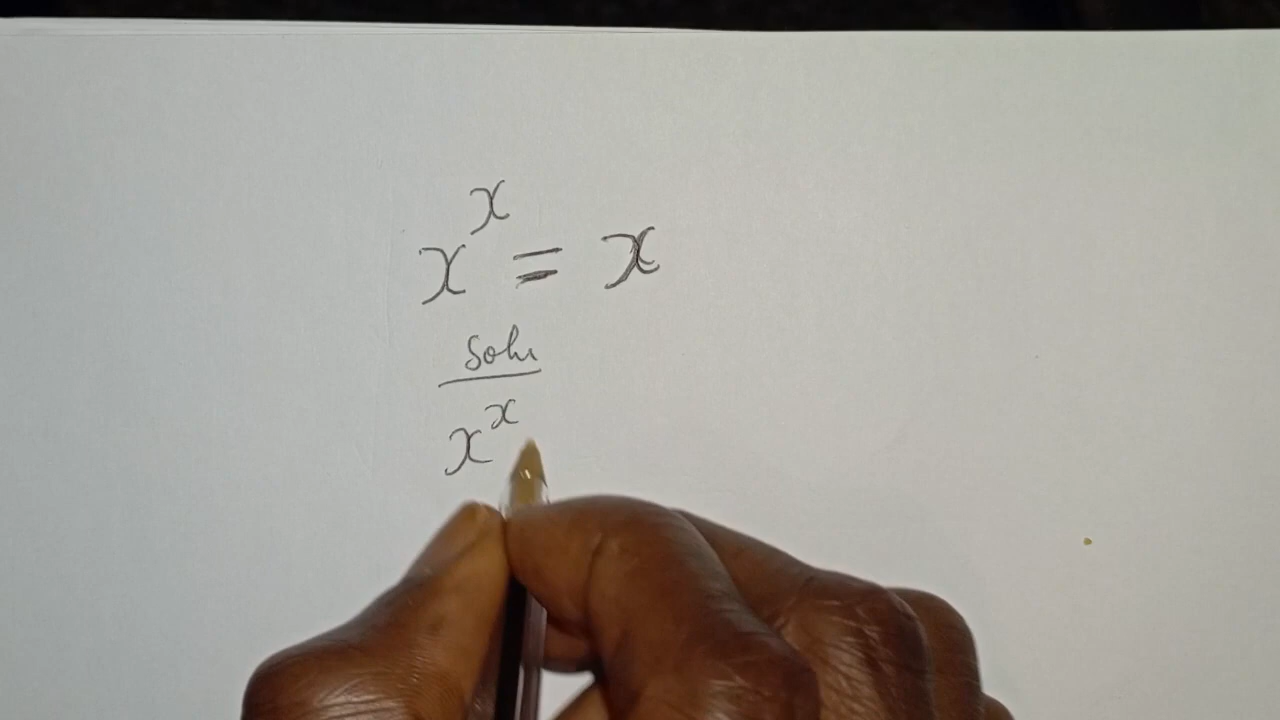 x^x = x
Soln
x^x